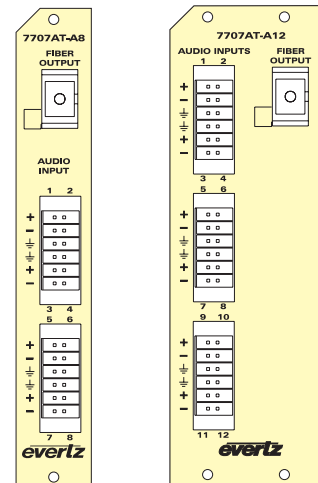 7707AT-A8
FIBER
OUTPUT
AUDIO
INPUT
1 2
+
−
+
−
3 4
5 6
+
−
+
−
7 8
evertz
7707AT-A12
AUDIO INPUTS
1 2
FIBER
OUTPUT
+
−
+
−
3 4
5 6
+
−
+
−
7 8
9 10
+
−
+
−
11 12
evertz